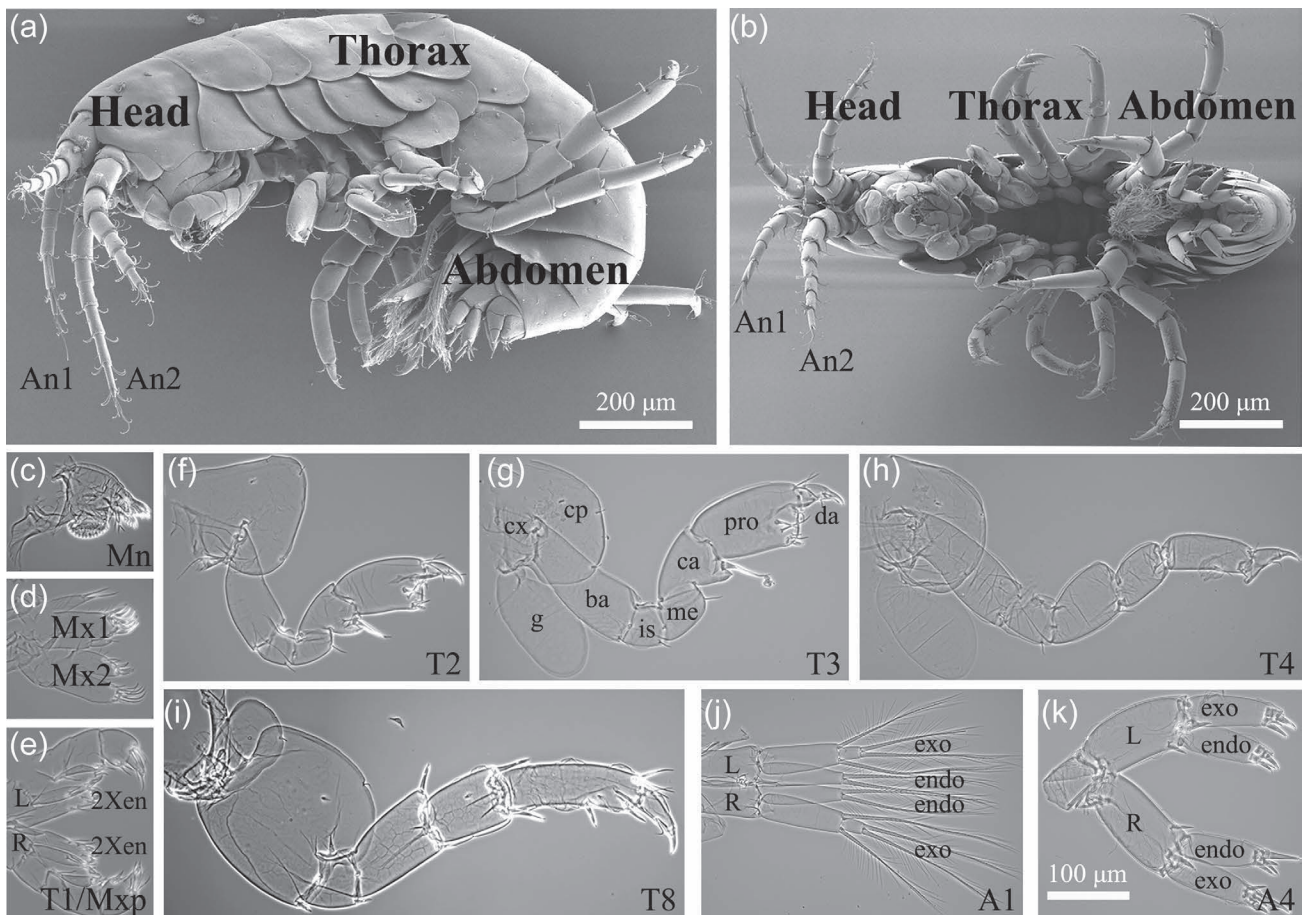 (a)
Thorax
Head
Abdomen
An1
An2
200 μm
(b)
Head
Thorax
Abdomen
An1
An2
200 μm
(c)
Mn
(d)
Mx1
Mx2
(e)
L
2Xen
R
2Xen
T1/Mxp
(f)
T2
(g)
cx
cp
pro
da
ca
ba
me
g
is
T3
(h)
T4
(i)
T8
(j)
exo
L
endo
R
endo
exo
A1
(k)
exo
L
endo
R
endo
exo
100 μm
A4